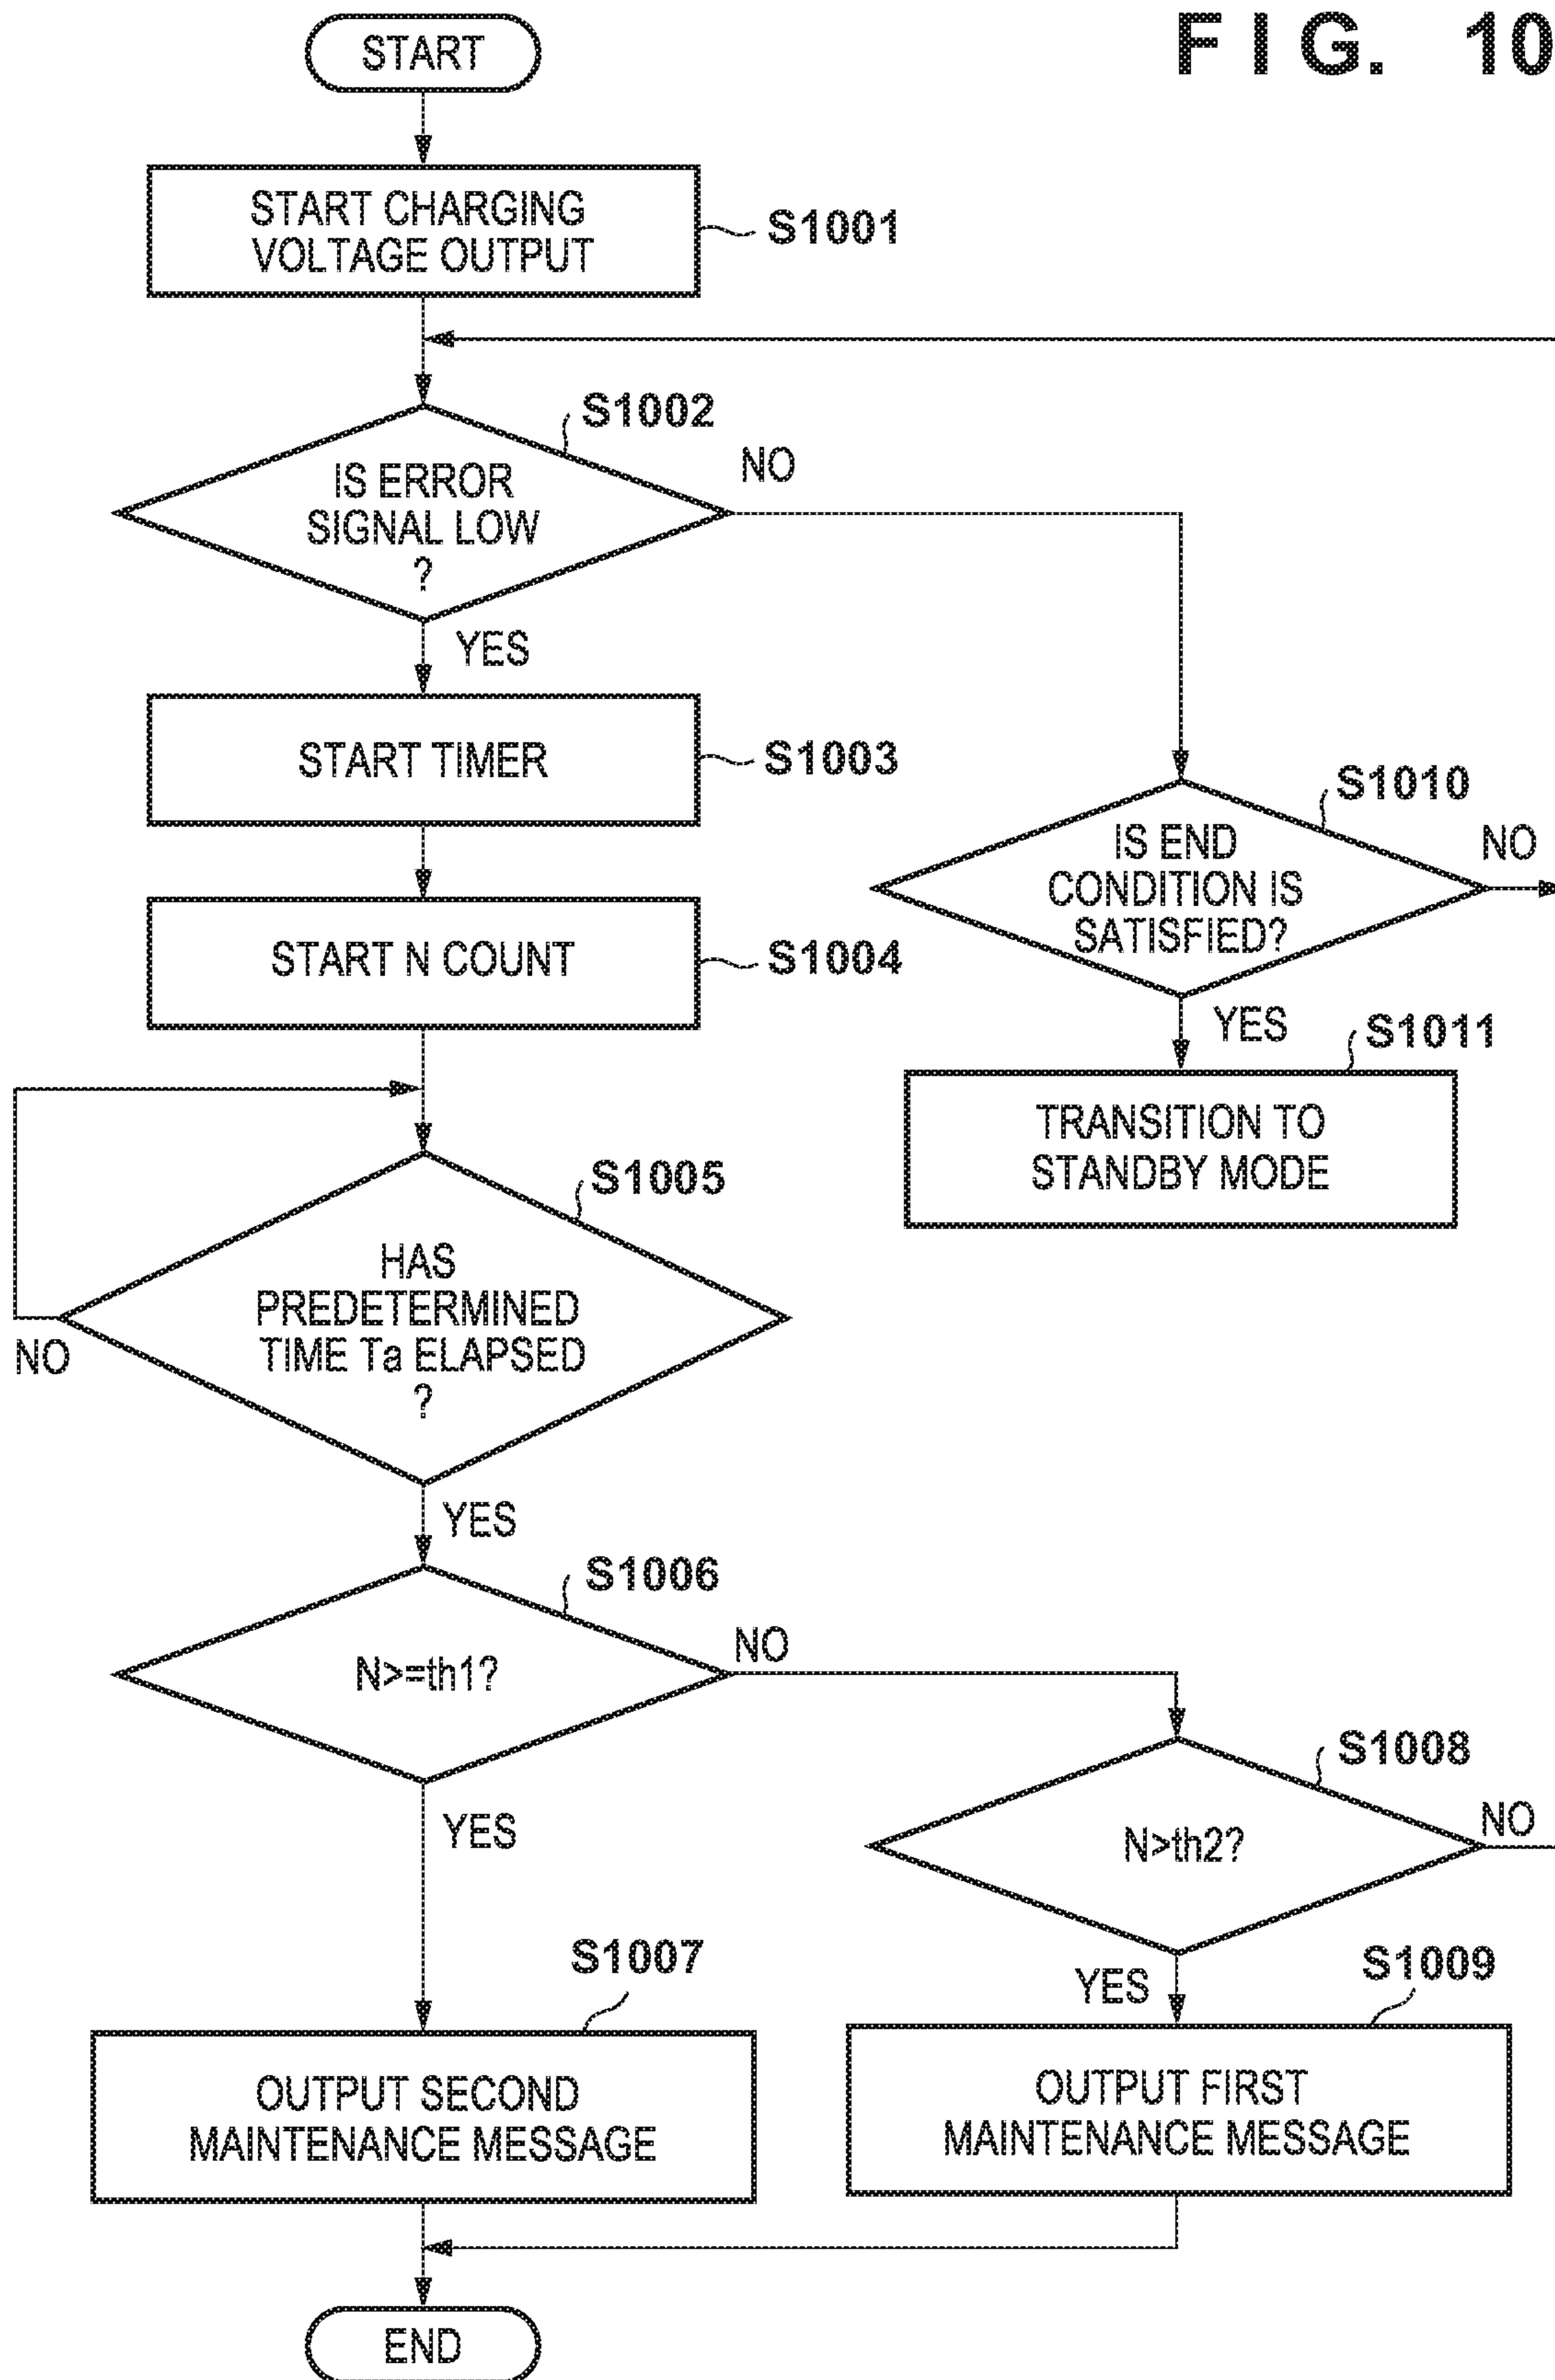 FIG. 10
START
START CHARGING
VOLTAGE OUTPUT
S1001
S1002
IS ERROR
SIGNAL LOW
?
NO
YES
START TIMER
S1003
S1010
IS END
CONDITION IS
SATISFIED?
NO
START N COUNT
S1004
YES
S1011
TRANSITION TO
STANDBY MODE
S1005
HAS
PREDETERMINED
TIME Ta ELAPSED
?
NO
YES
S1006
N>=th1?
NO
YES
S1008
N>th2?
NO
YES
S1007
OUTPUT SECOND
MAINTENANCE MESSAGE
S1009
OUTPUT FIRST
MAINTENANCE MESSAGE
END